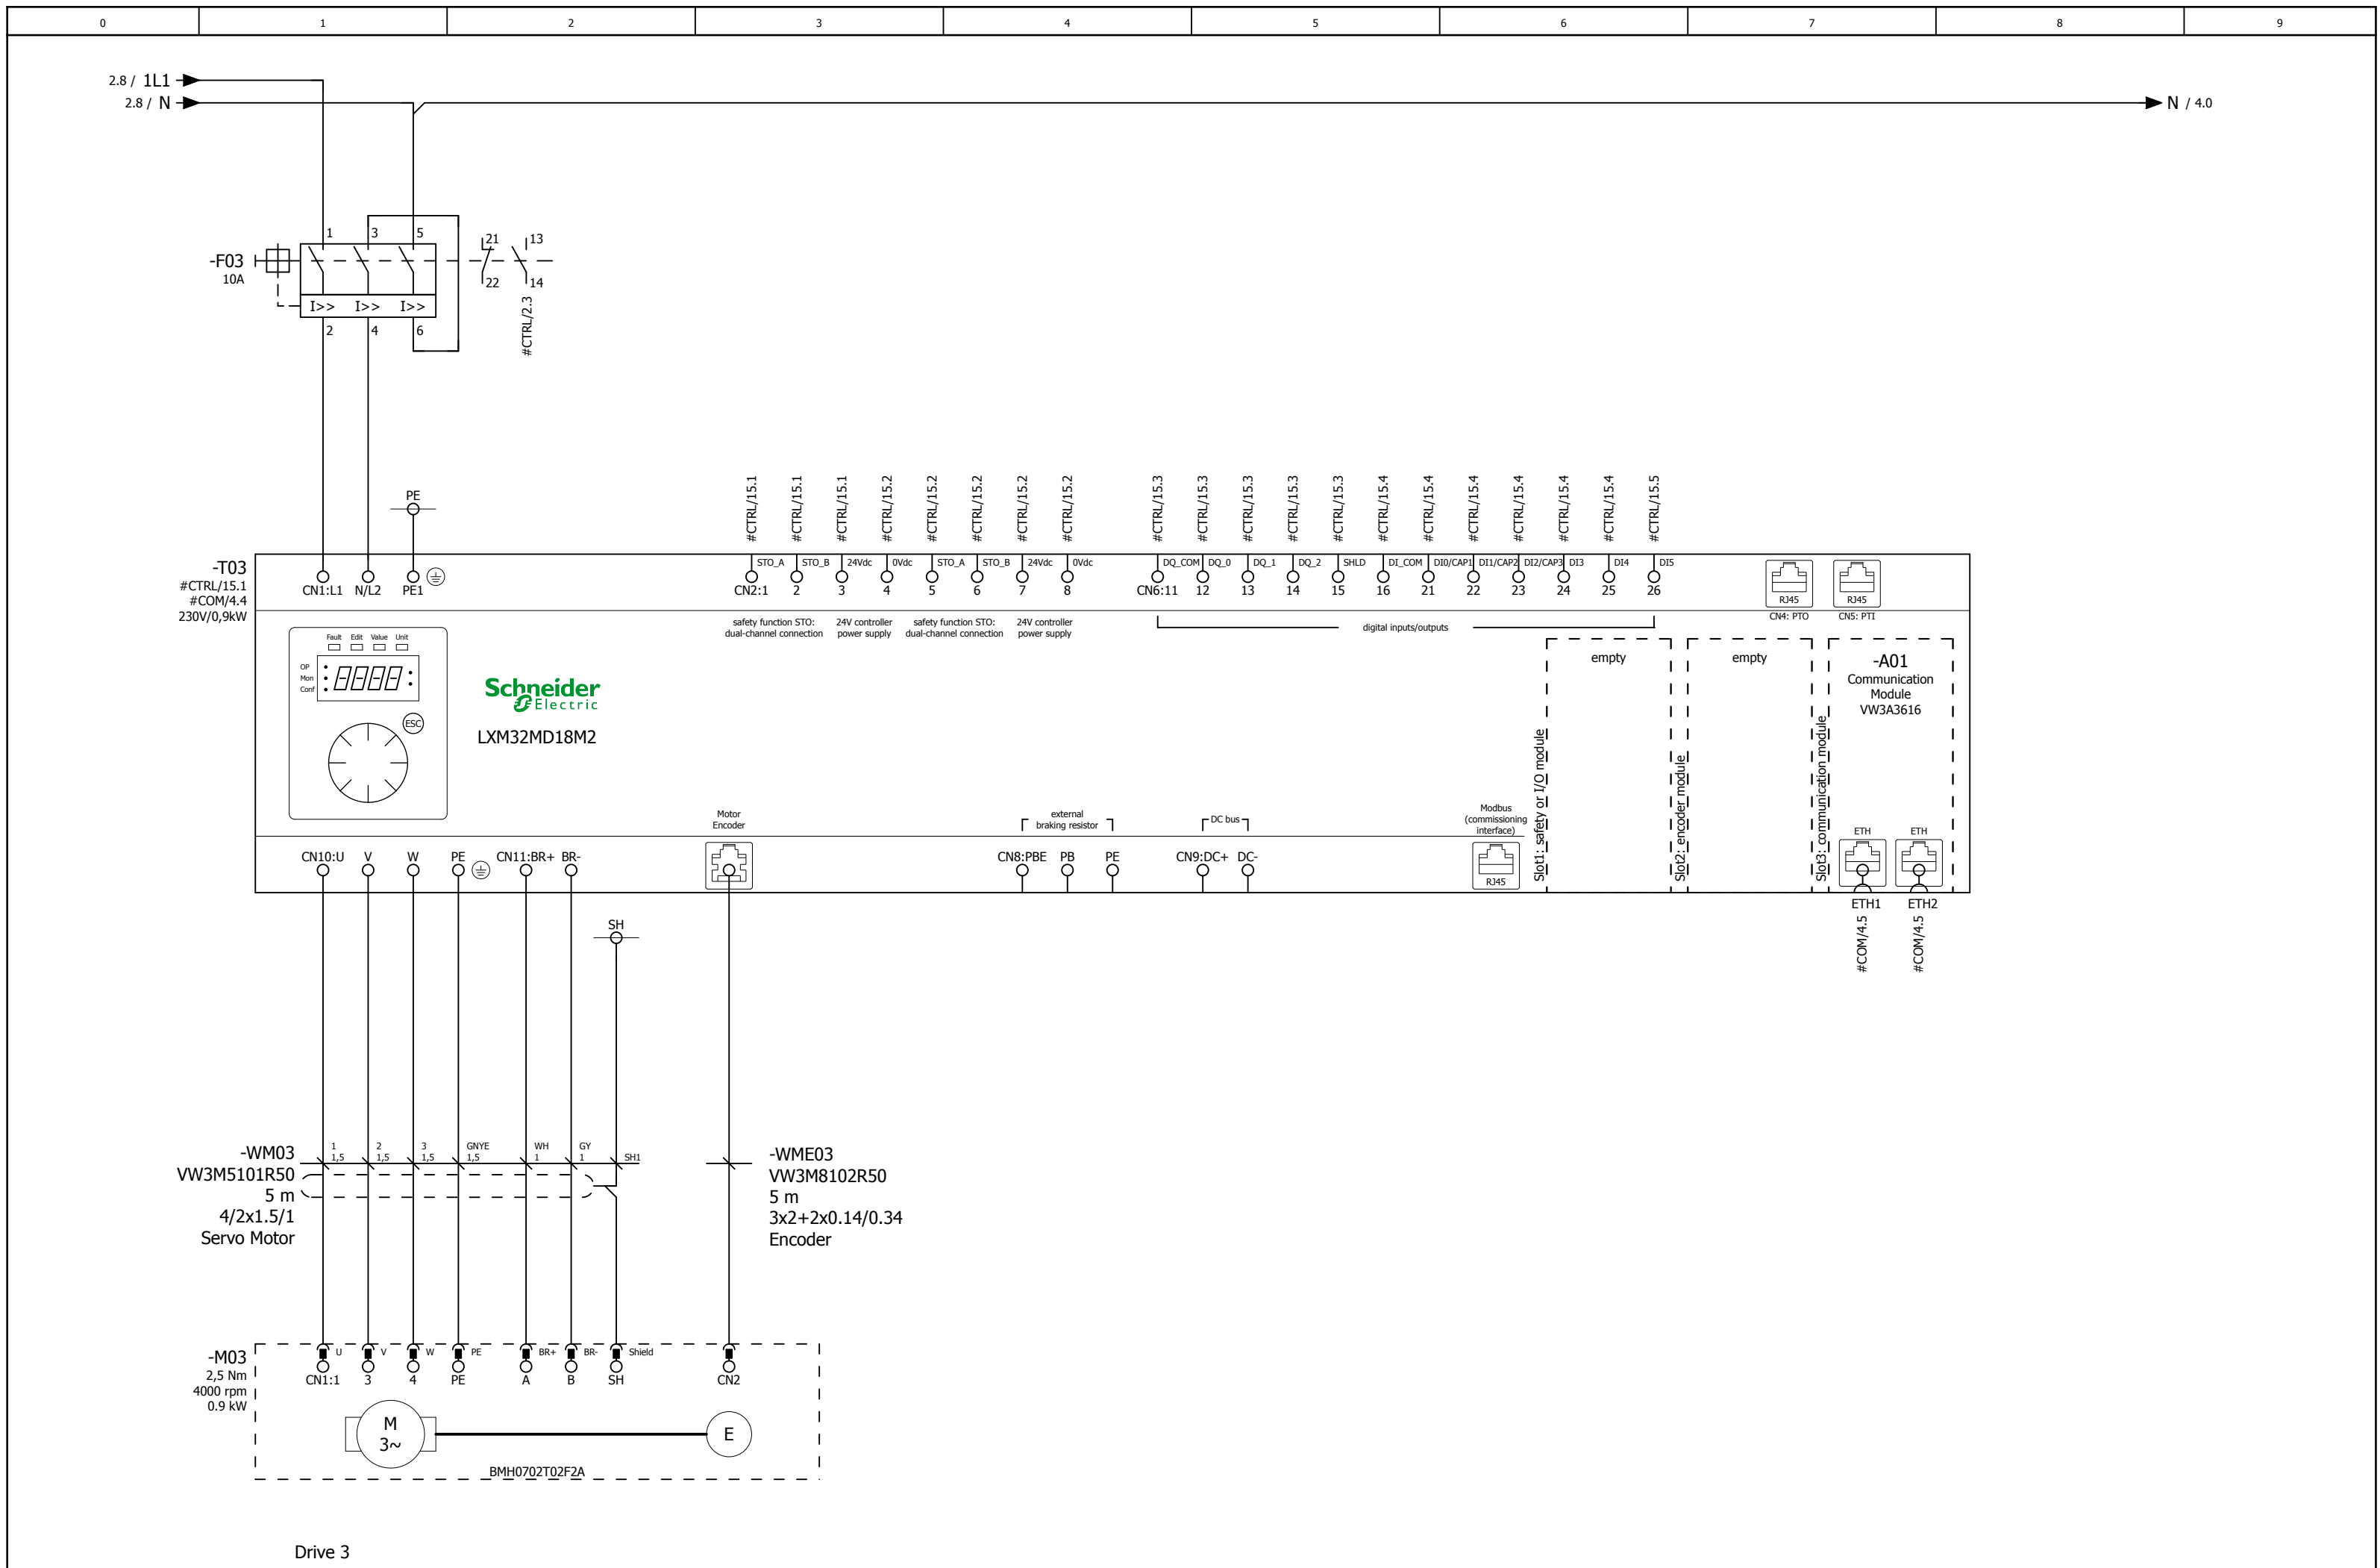 0 1 2 3 4 5 6 7 8 9
2.8 / 1L1
2.8 / N
N / 4.0
1 3 5
21 13
-F03
10A
22 14
I>> I>> I>>
2 4 6
#CTRL/2.3
#CTRL/15.1 #CTRL/15.1 #CTRL/15.1 #CTRL/15.2 #CTRL/15.2 #CTRL/15.2 #CTRL/15.2 #CTRL/15.2 #CTRL/15.3 #CTRL/15.3 #CTRL/15.3 #CTRL/15.3 #CTRL/15.3 #CTRL/15.4 #CTRL/15.4 #CTRL/15.4 #CTRL/15.4 #CTRL/15.4 #CTRL/15.4 #CTRL/15.5
PE
-T03
#CTRL/15.1
#COM/4.4
230V/0,9kW
STO_A STO_B 24Vdc 0Vdc STO_A STO_B 24Vdc 0Vdc DQ_COM DQ_0 DQ_1 DQ_2 SHLD DI_COM DI0/CAP1 DI1/CAP2 DI2/CAP3 DI3 DI4 DI5
CN1:L1 N/L2 PE1 CN2:1 2 3 4 5 6 7 8 CN6:11 12 13 14 15 16 21 22 23 24 25 26
RJ45 RJ45
CN4: PTO CN5: PTI
safety function STO:
dual-channel connection
24V controller
power supply
safety function STO:
dual-channel connection
24V controller
power supply
digital inputs/outputs
Fault Edit Value Unit
OP
Mon
Conf
8888
ESC
Schneider
Electric
LXM32MD18M2
empty
Slot1: safety or I/O module
empty
Slot2: encoder module
-A01
Communication
Module
VW3A3616
Slot3: communication module
Motor
Encoder
external
braking resistor
DC bus
Modbus
(commissioning
interface)
ETH ETH
CN10:U V W PE CN11:BR+ BR- CN8:PBE PB PE CN9:DC+ DC-
RJ45
ETH1 ETH2
#COM/4.5 #COM/4.5
SH
-WM03
VW3M5101R50
5 m
4/2x1.5/1
Servo Motor
1 2 3 GNYE WH GY
1,5 1,5 1,5 1,5 1 1 SH1
-WME03
VW3M8102R50
5 m
3x2+2x0.14/0.34
Encoder
-M03
2,5 Nm
4000 rpm
0.9 kW
U V W PE BR+ BR- Shield
CN1:1 3 4 PE A B SH CN2
M
3~
E
BMH0702T02F2A
Drive 3